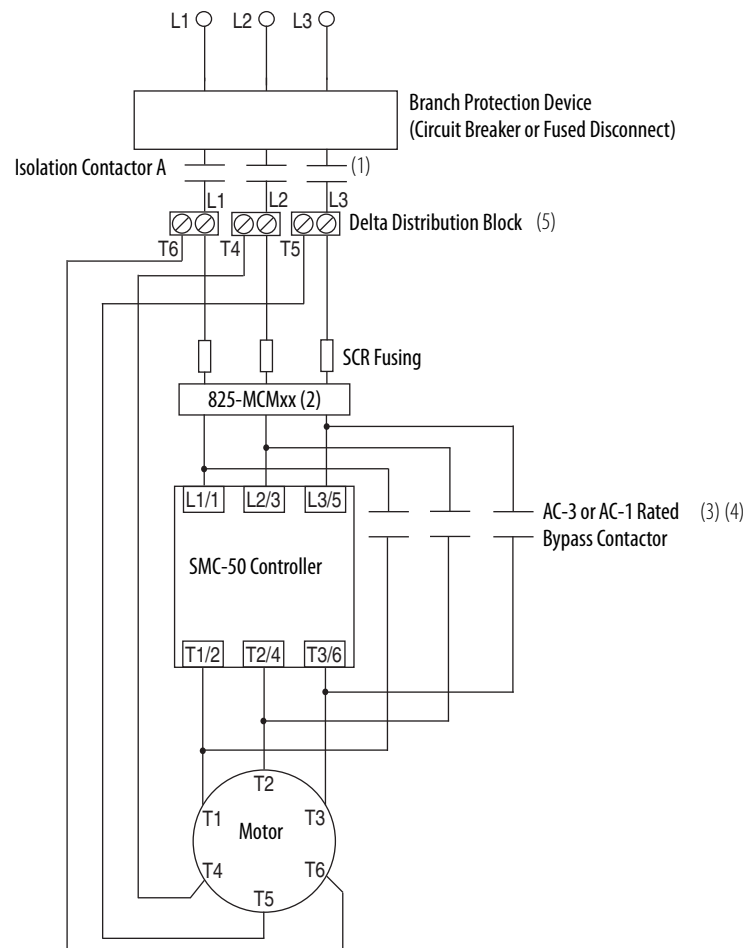 L1 L2 L3
Branch Protection Device
(Circuit Breaker or Fused Disconnect)
Isolation Contactor A
(1)
L1 L2 L3
Delta Distribution Block (5)
T6 T4 T5
SCR Fusing
825-MCMxx (2)
L1/1 L2/3 L3/5
AC-3 or AC-1 Rated (3) (4)
Bypass Contactor
SMC-50 Controller
T1/2 T2/4 T3/6
T2
T1 T3
Motor
T4 T6
T5